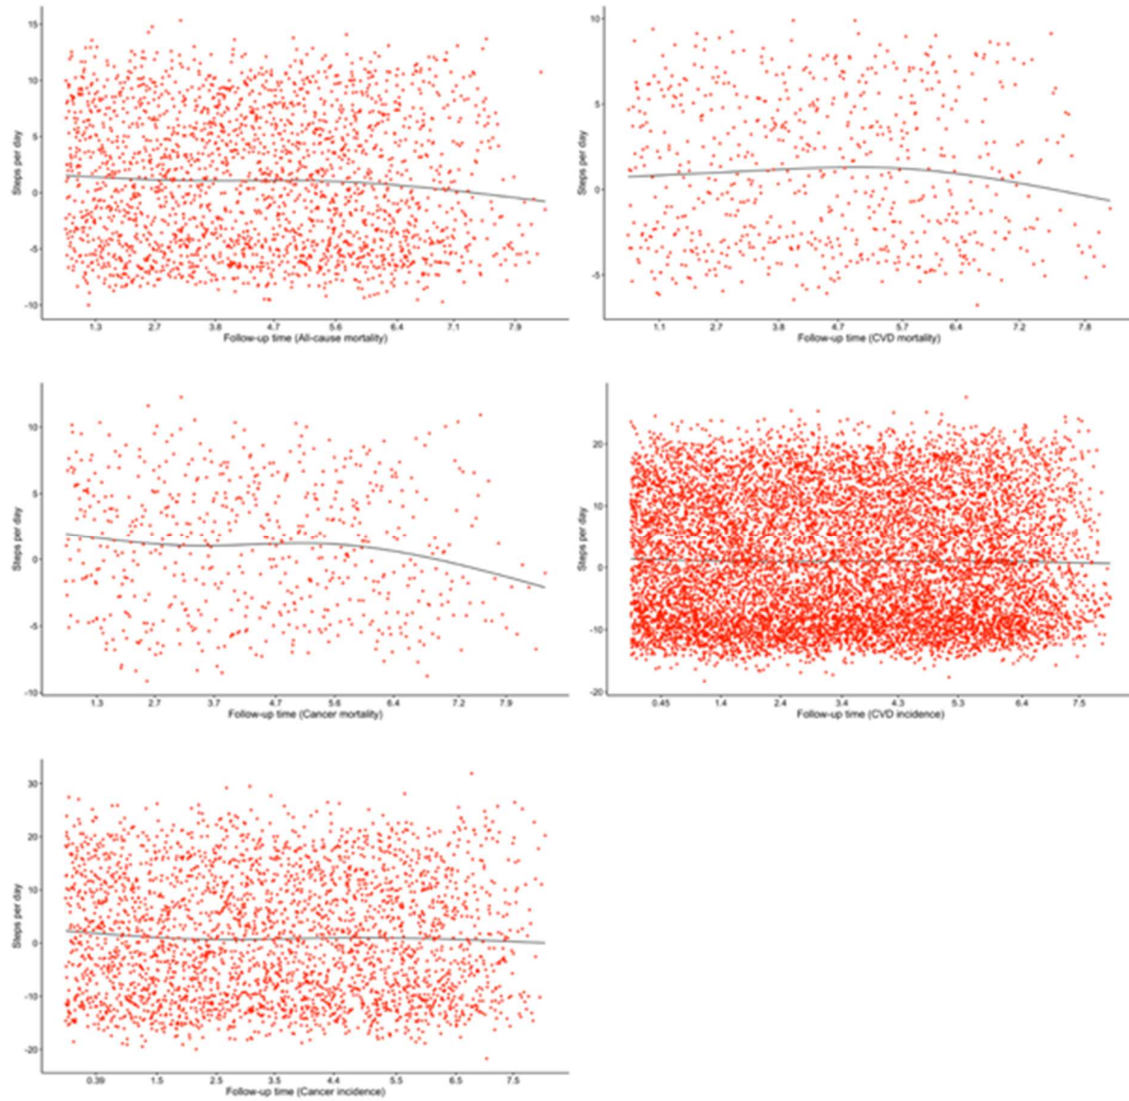 Steps per day
15
10
5
0
-5
-10
1.3 2.7 3.8 4.7 5.6 6.4 7.1 7.9
Follow-up time (All-cause mortality)
Steps per day
10
5
0
-5
1.1 2.7 3.8 4.7 5.7 6.4 7.2 7.8
Follow-up time (CVD mortality)
Steps per day
10
5
0
-5
-10
1.3 2.7 3.7 4.7 5.6 6.4 7.2 7.9
Follow-up time (Cancer mortality)
Steps per day
20
10
0
-10
-20
0.45 1.4 2.4 3.4 4.3 5.3 6.4 7.5
Follow-up time (CVD incidence)
Steps per day
30
20
10
0
-10
-20
0.39 1.5 2.5 3.5 4.4 5.5 6.5 7.5
Follow-up time (Cancer incidence)